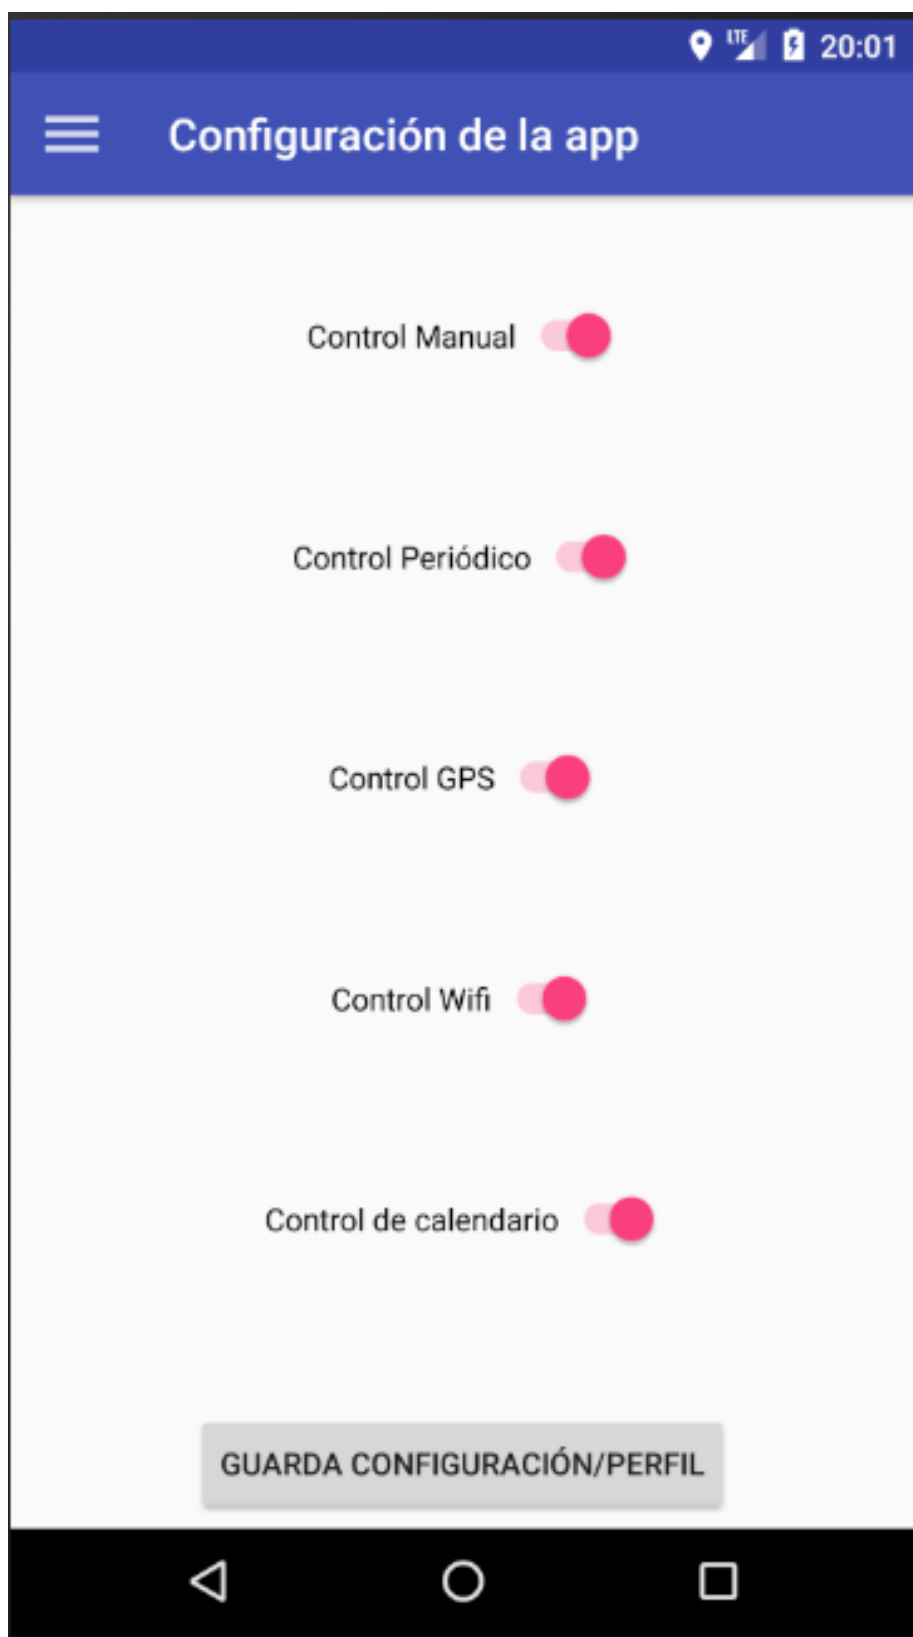 LTE 20:01
Configuración de la app
Control Manual
Control Periódico
Control GPS
Control Wifi
Control de calendario
GUARDA CONFIGURACIÓN/PERFIL